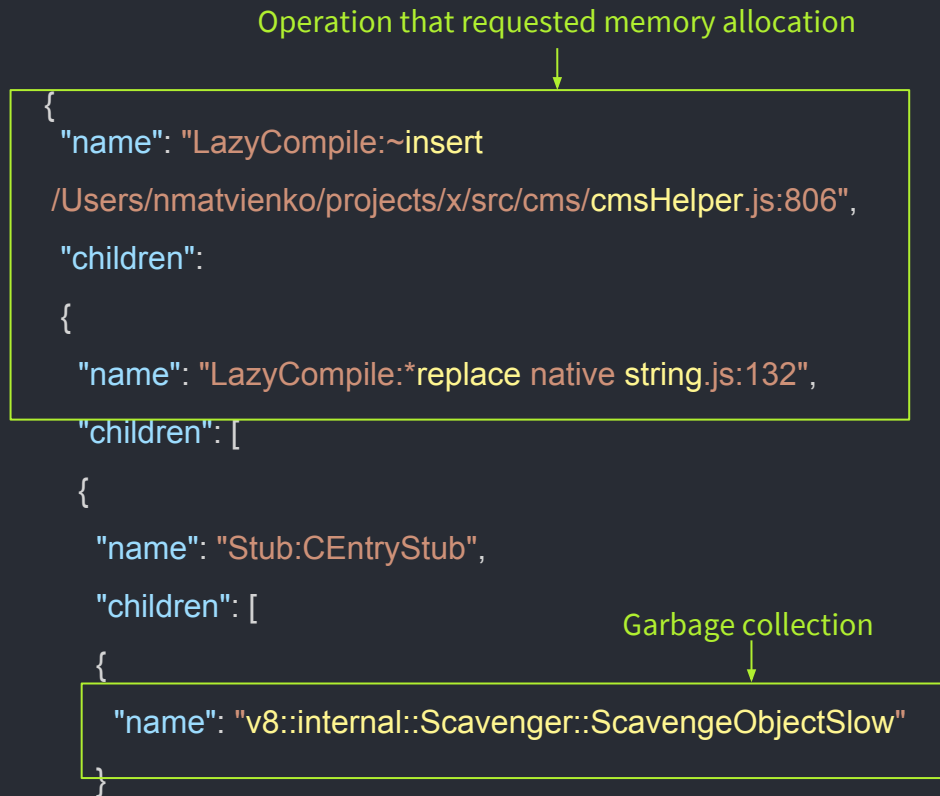 Operation that requested memory allocation
{
"name": "LazyCompile:~insert
/Users/nmatvienko/projects/x/src/cms/cmsHelper.js:806",
"children":
{
"name": "LazyCompile:*replace native string.js:132",
"children": [
{
"name": "Stub:CEntryStub",
"children": [
Garbage collection
{
"name": "v8::internal::Scavenger::ScavengeObjectSlow"
}